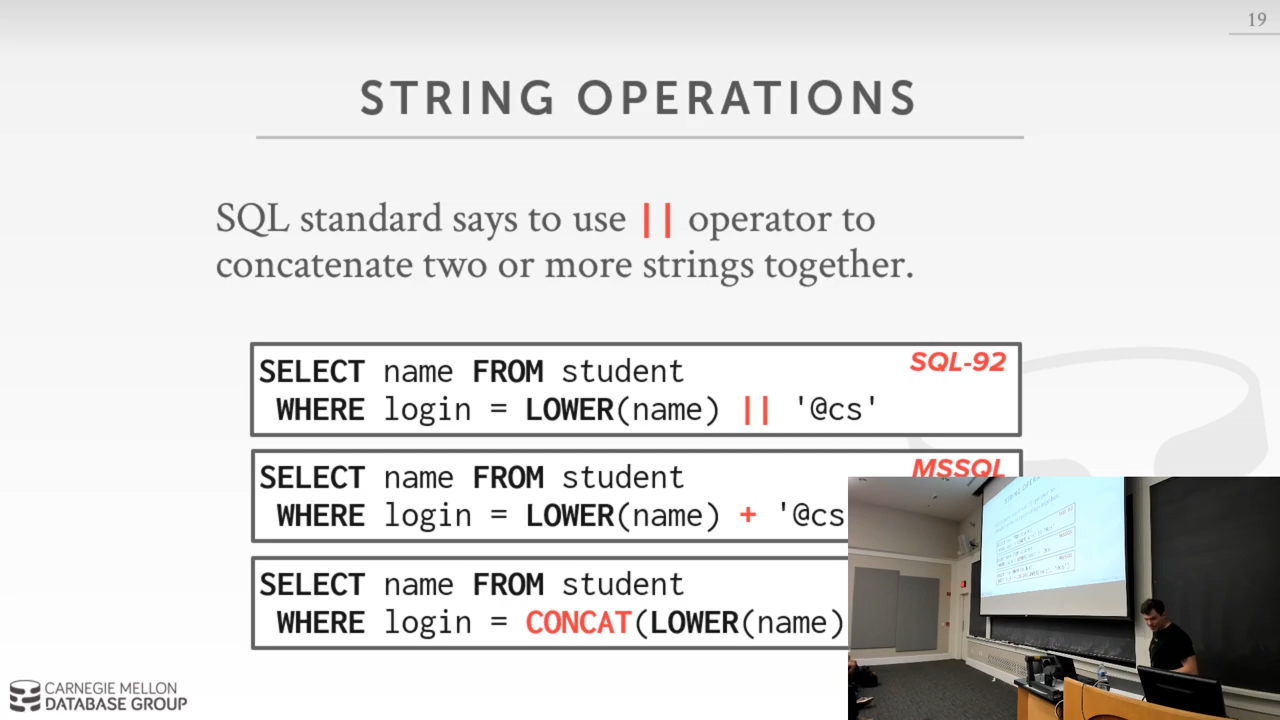 19
STRING OPERATIONS
SQL standard says to use || operator to
concatenate two or more strings together.
SELECT name FROM student
SQL-92
WHERE login = LOWER(name) || '@cs'
SELECT name FROM student
MSSQL
WHERE login = LOWER(name) + '@cs
SELECT name FROM student
WHERE login = CONCAT(LOWER(name)
CARNEGIE MELLON
DATABASE GROUP